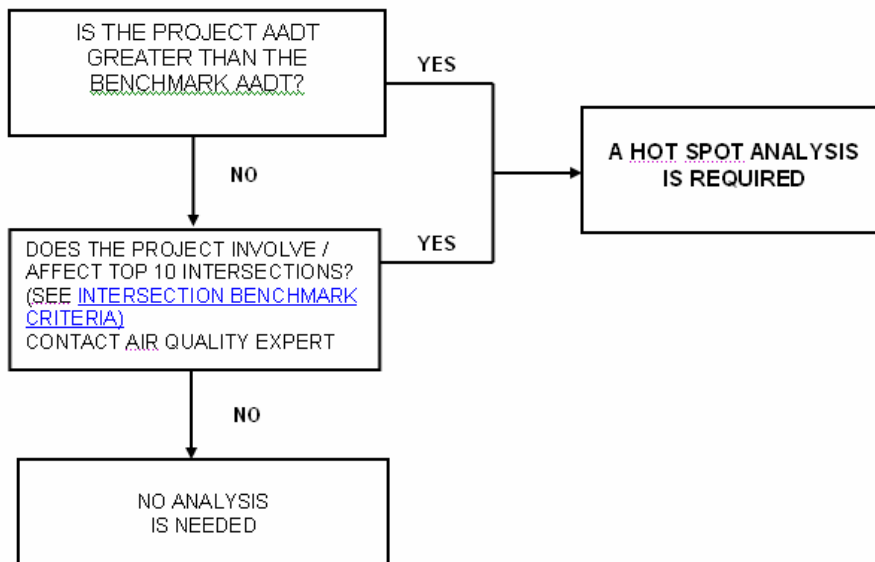 IS THE PROJECT AADT
GREATER THAN THE
BENCHMARK AADT?
YES
A HOT SPOT ANALYSIS
IS REQUIRED
NO
DOES THE PROJECT INVOLVE /
AFFECT TOP 10 INTERSECTIONS?
(SEE INTERSECTION BENCHMARK
CRITERIA)
CONTACT AIR QUALITY EXPERT
YES
NO
NO ANALYSIS
IS NEEDED